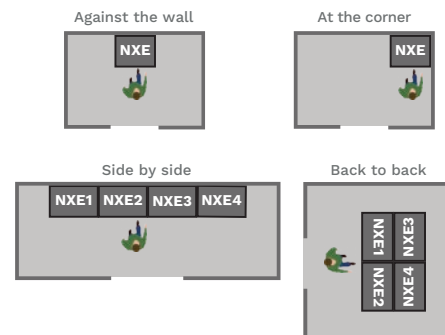 Against the wall
NXE
At the corner
NXE
Side by side
NXE1 NXE2 NXE3 NXE4
Back to back
NXE1 NXE3
NXE2 NXE4